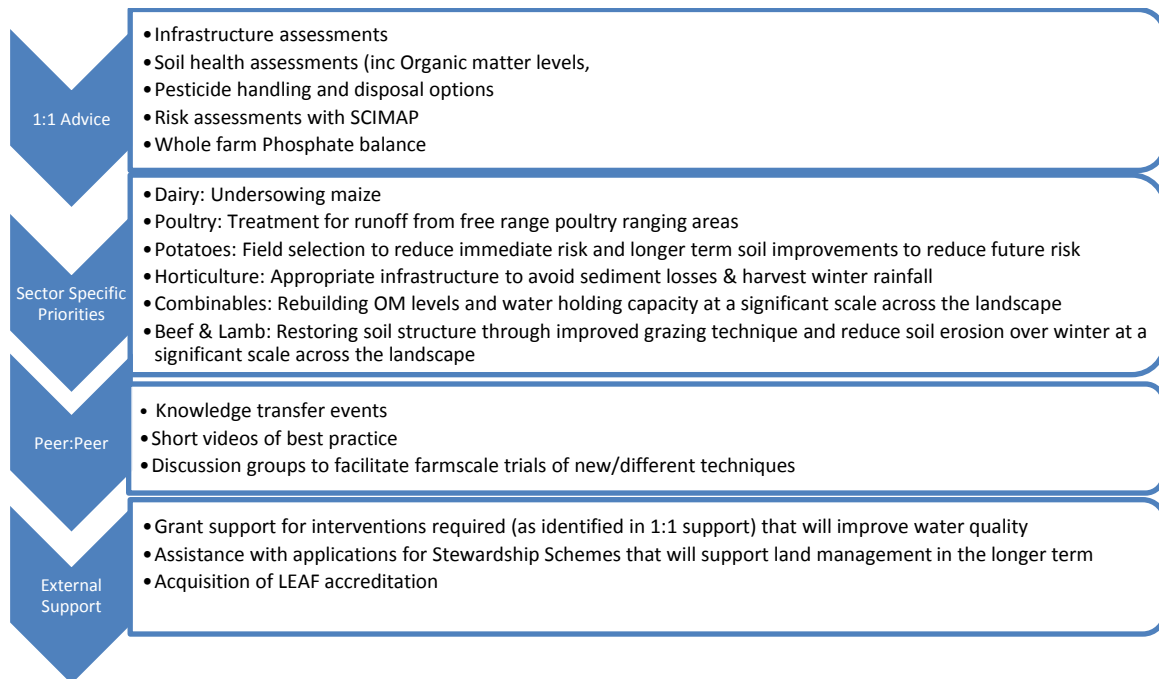 1:1 Advice
•Infrastructure assessments
•Soil health assessments (inc Organic matter levels,
•Pesticide handling and disposal options
•Risk assessments with SCIMAP
•Whole farm Phosphate balance
Sector Specific
Priorities
•Dairy: Undersowing maize
•Poultry: Treatment for runoff from free range poultry ranging areas
•Potatoes: Field selection to reduce immediate risk and longer term soil improvements to reduce future risk
•Horticulture: Appropriate infrastructure to avoid sediment losses & harvest winter rainfall
•Combinables: Rebuilding OM levels and water holding capacity at a significant scale across the landscape
•Beef & Lamb: Restoring soil structure through improved grazing technique and reduce soil erosion over winter at a
significant scale across the landscape
Peer:Peer
• Knowledge transfer events
•Short videos of best practice
•Discussion groups to facilitate farmscale trials of new/different techniques
External
Support
•Grant support for interventions required (as identified in 1:1 support) that will improve water quality
•Assistance with applications for Stewardship Schemes that will support land management in the longer term
•Acquisition of LEAF accreditation